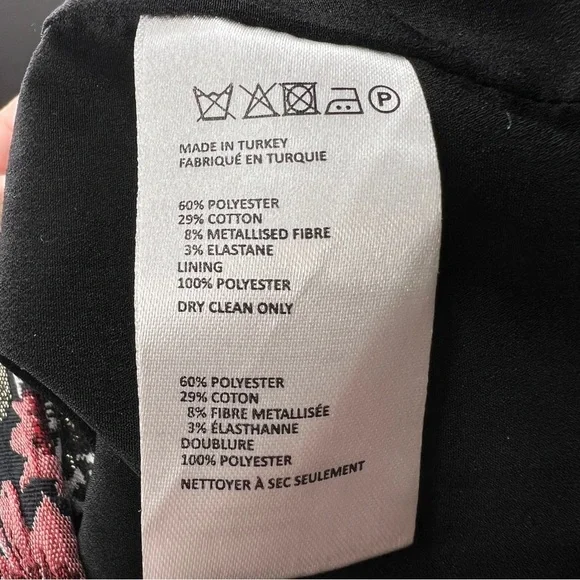 P
MADE IN TURKEY
FABRIQUÉ EN TURQUIE
60% POLYESTER
29% COTTON
8% METALLISED FIBRE
3% ELASTANE
LINING
100% POLYESTER
DRY CLEAN ONLY
60% POLYESTER
29% COTON
8% FIBRE METALLISÉE
3% ÉLASTHANNE
DOUBLURE
100% POLYESTER
NETTOYER À SEC SEULEMENT